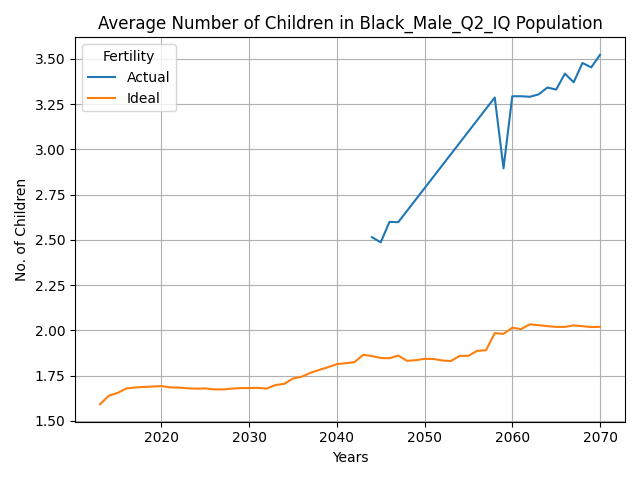 Average Number of Children in Black_Male_Q2_IQ Population
Fertility
Actual
Ideal
3.50
3.25
3.00
2.75
2.50
2.25
2.00
1.75
1.50
No. of Children
2020 2030 2040 2050 2060 2070
Years